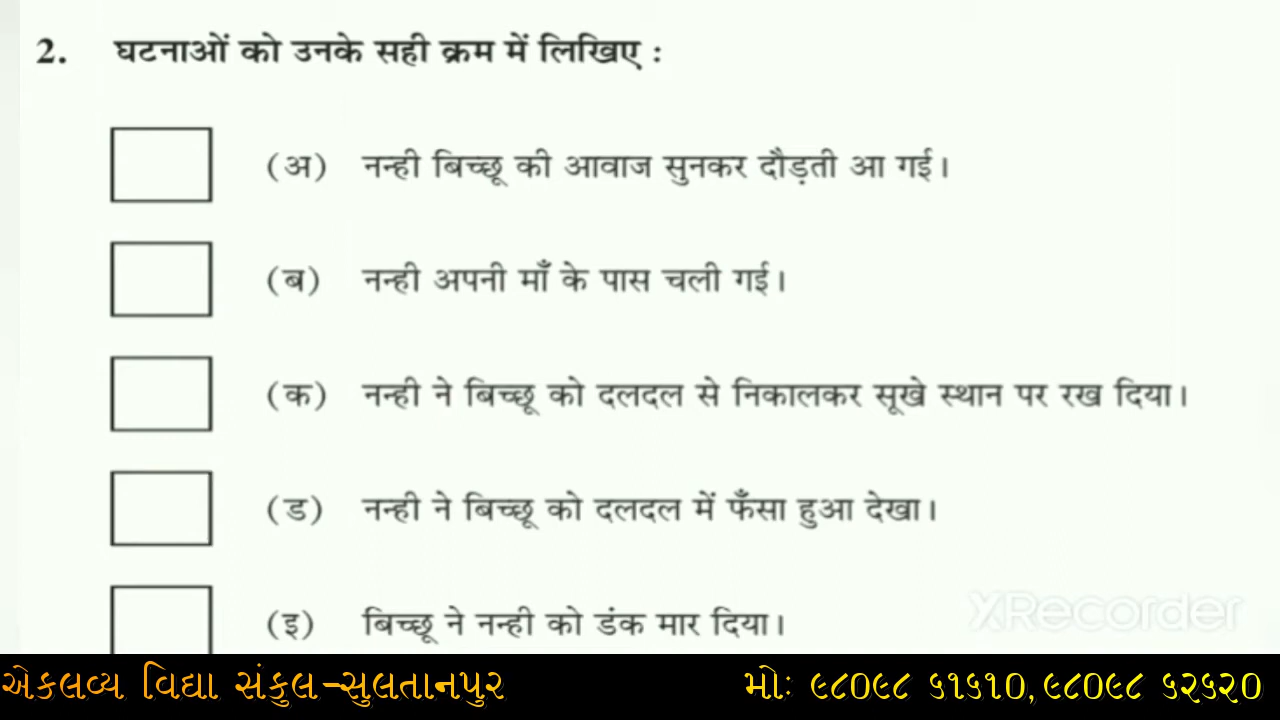 2. घटनाओं को उनके सही क्रम में लिखिए :
(अ) नन्ही बिच्छू की आवाज सुनकर दौड़ती आ गई।
(ब) नन्ही अपनी माँ के पास चली गई।
(क) नन्ही ने बिच्छू को दलदल से निकालकर सूखे स्थान पर रख दिया।
(ड) नन्ही ने बिच्छू को दलदल में फँसा हुआ देखा।
(इ) बिच्छू ने नन्ही को डंक मार दिया।
XRecorder
એકલવ્ય વિદ્યા સંકુલ-સુલતાનપુર મોઃ ૯૮૦૯૮ ૬૧૬૧૦, ૯૮૦૯૮ ૬૨૬૨૦